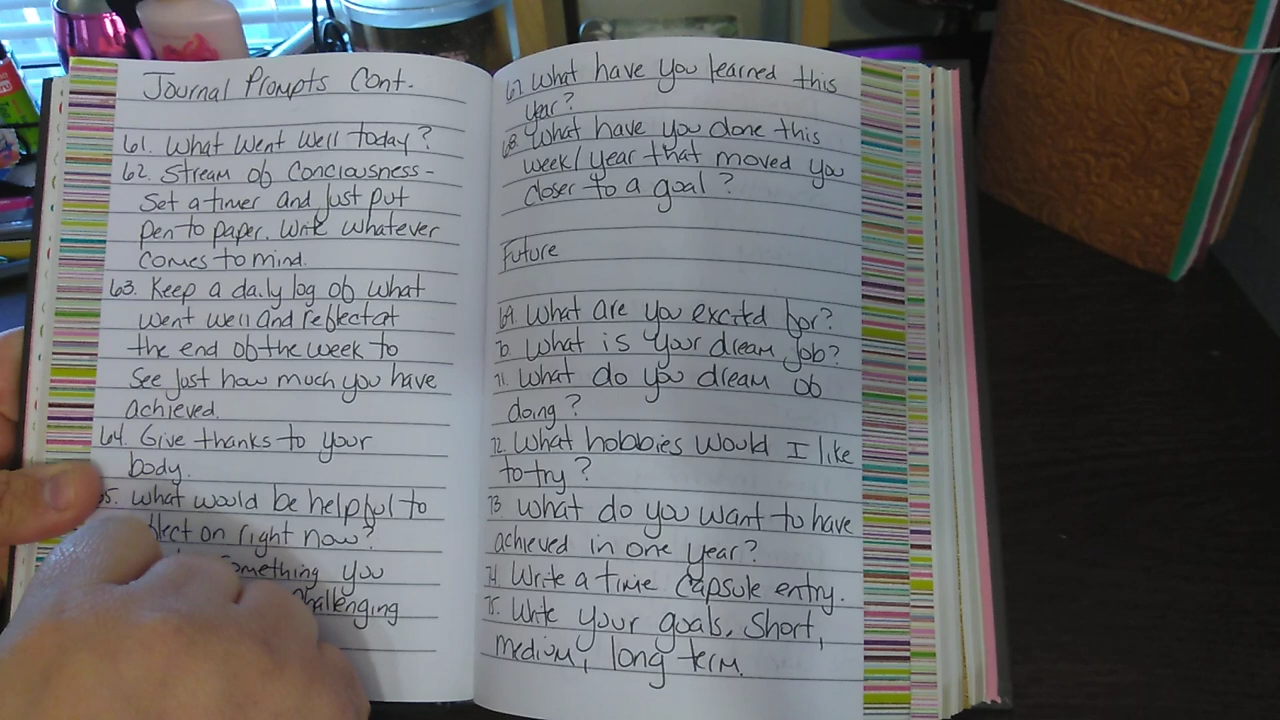 Journal Prompts Cont.
61. What Went Well today?
62. Stream of Conciousness-
Set a timer and Just put
pen to paper. Write whatever
comes to mind.
63. Keep a daily log of what
went well and reflect at
the end of the week to
See Just how much you have
achieved.
64. Give thanks to your
body.
65. What would be helpful to
on right now?
you
challenging
67. What have you learned this
year?
68. What have you done this
week/year that moved you
closer to a goal?
Future
69. What are you excited for?
70. What is your dream job?
71. What do you dream of
doing?
72. What hobbies would I like
to try?
73. What do you want to have
achieved in one year?
74. Write a time capsule entry.
75. Write your goals. Short,
medium, long term.